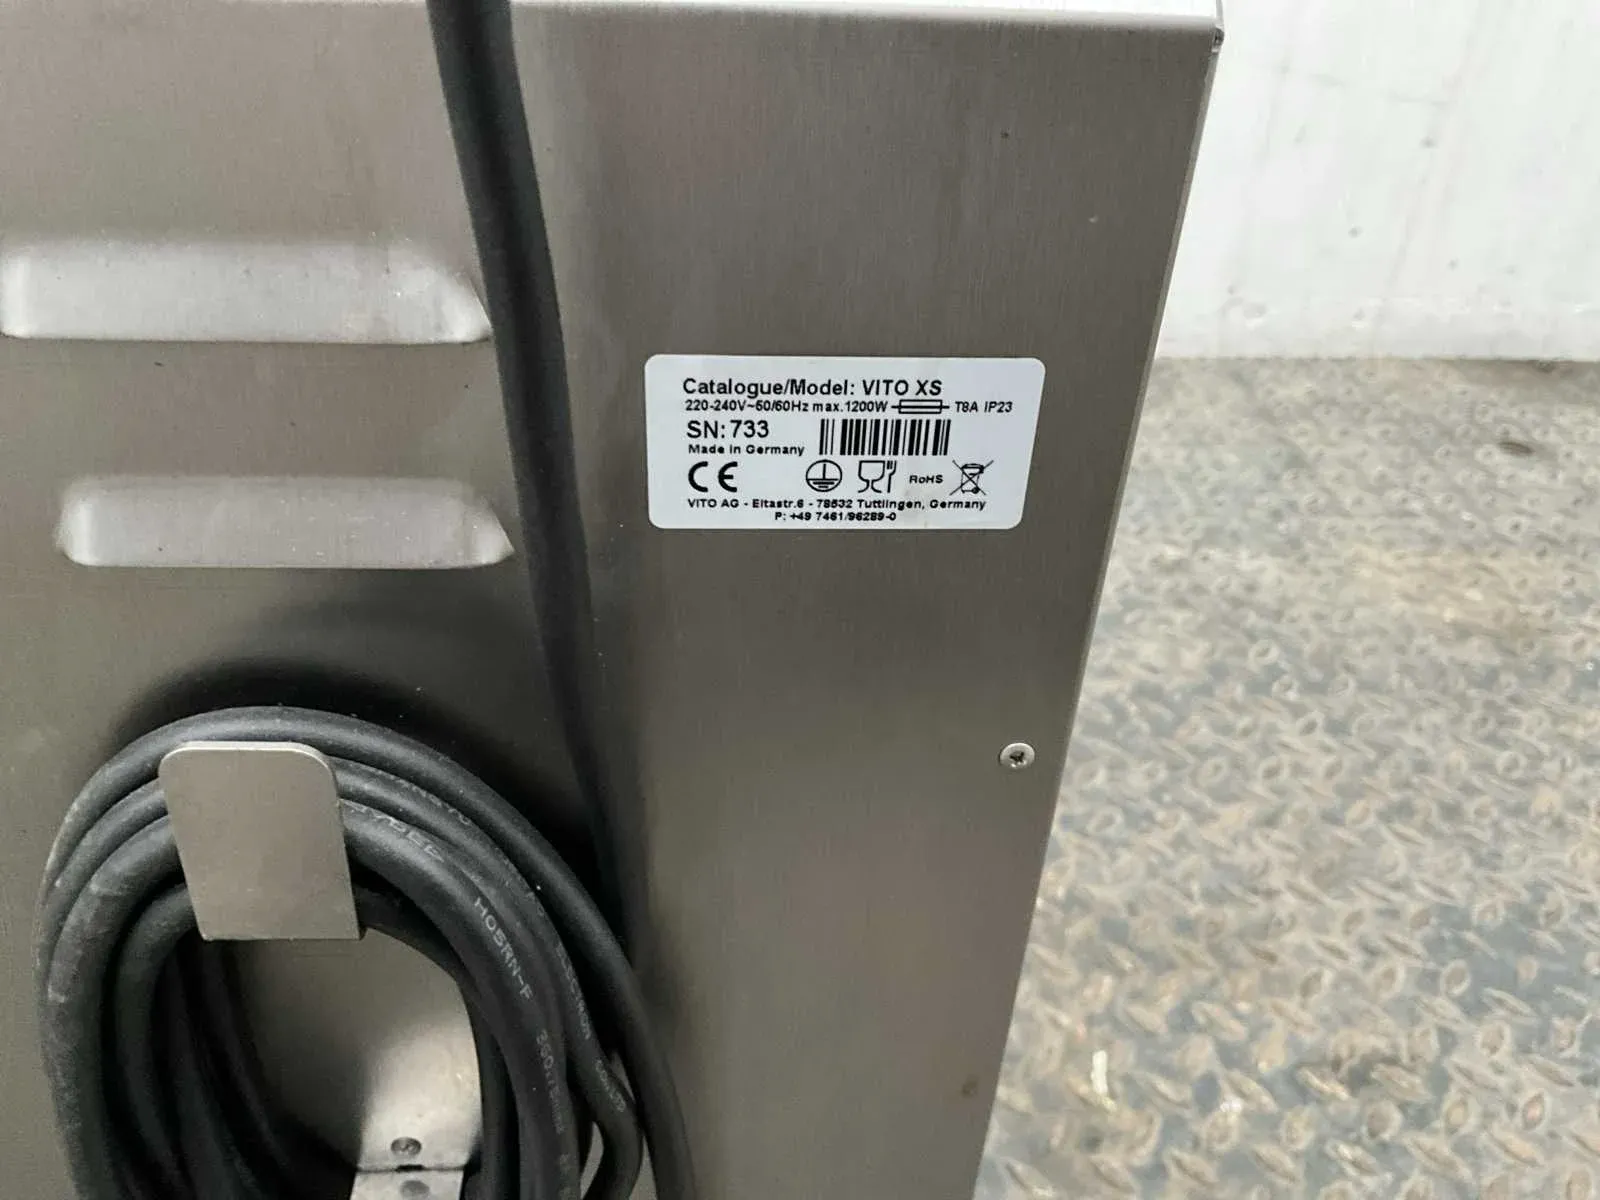 Catalogue/Model: VITO XS
220-240V~50/60Hz max.1200W T8A IP23
SN: 733
Made in Germany
CE RoHS
VITO AG - Eltastr.6 - 78532 Tuttlingen, Germany
P: +49 7461/96289-0
H05RN-F